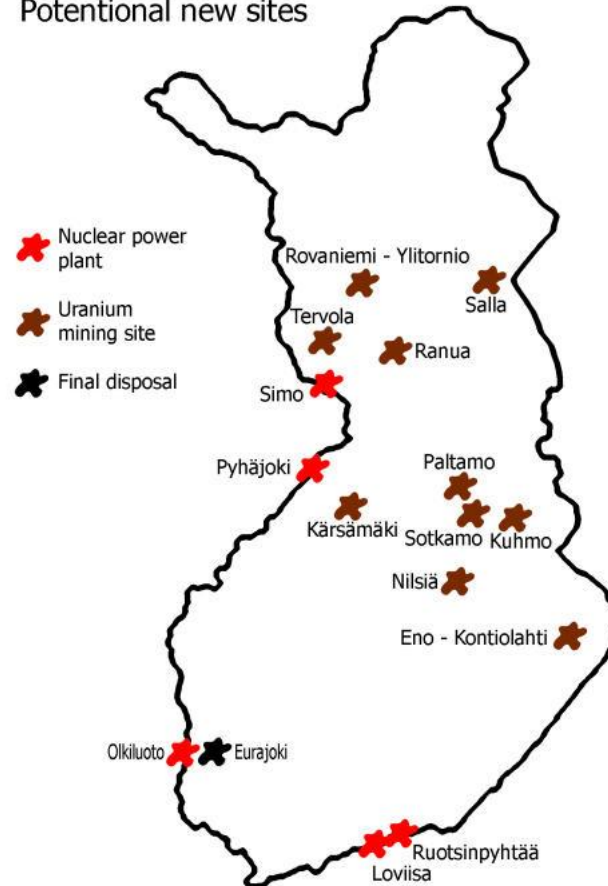 Potentional new sites
Nuclear power
plant
Uranium
mining site
Final disposal
Rovaniemi - Ylitornio
Salla
Tervola
Ranua
Simo
Pyhäjoki
Paltamo
Kärsämäki
Sotkamo
Kuhmo
Nilsiä
Eno - Kontiolahti
Olkiluoto
Eurajoki
Ruotsinpyhtää
Loviisa